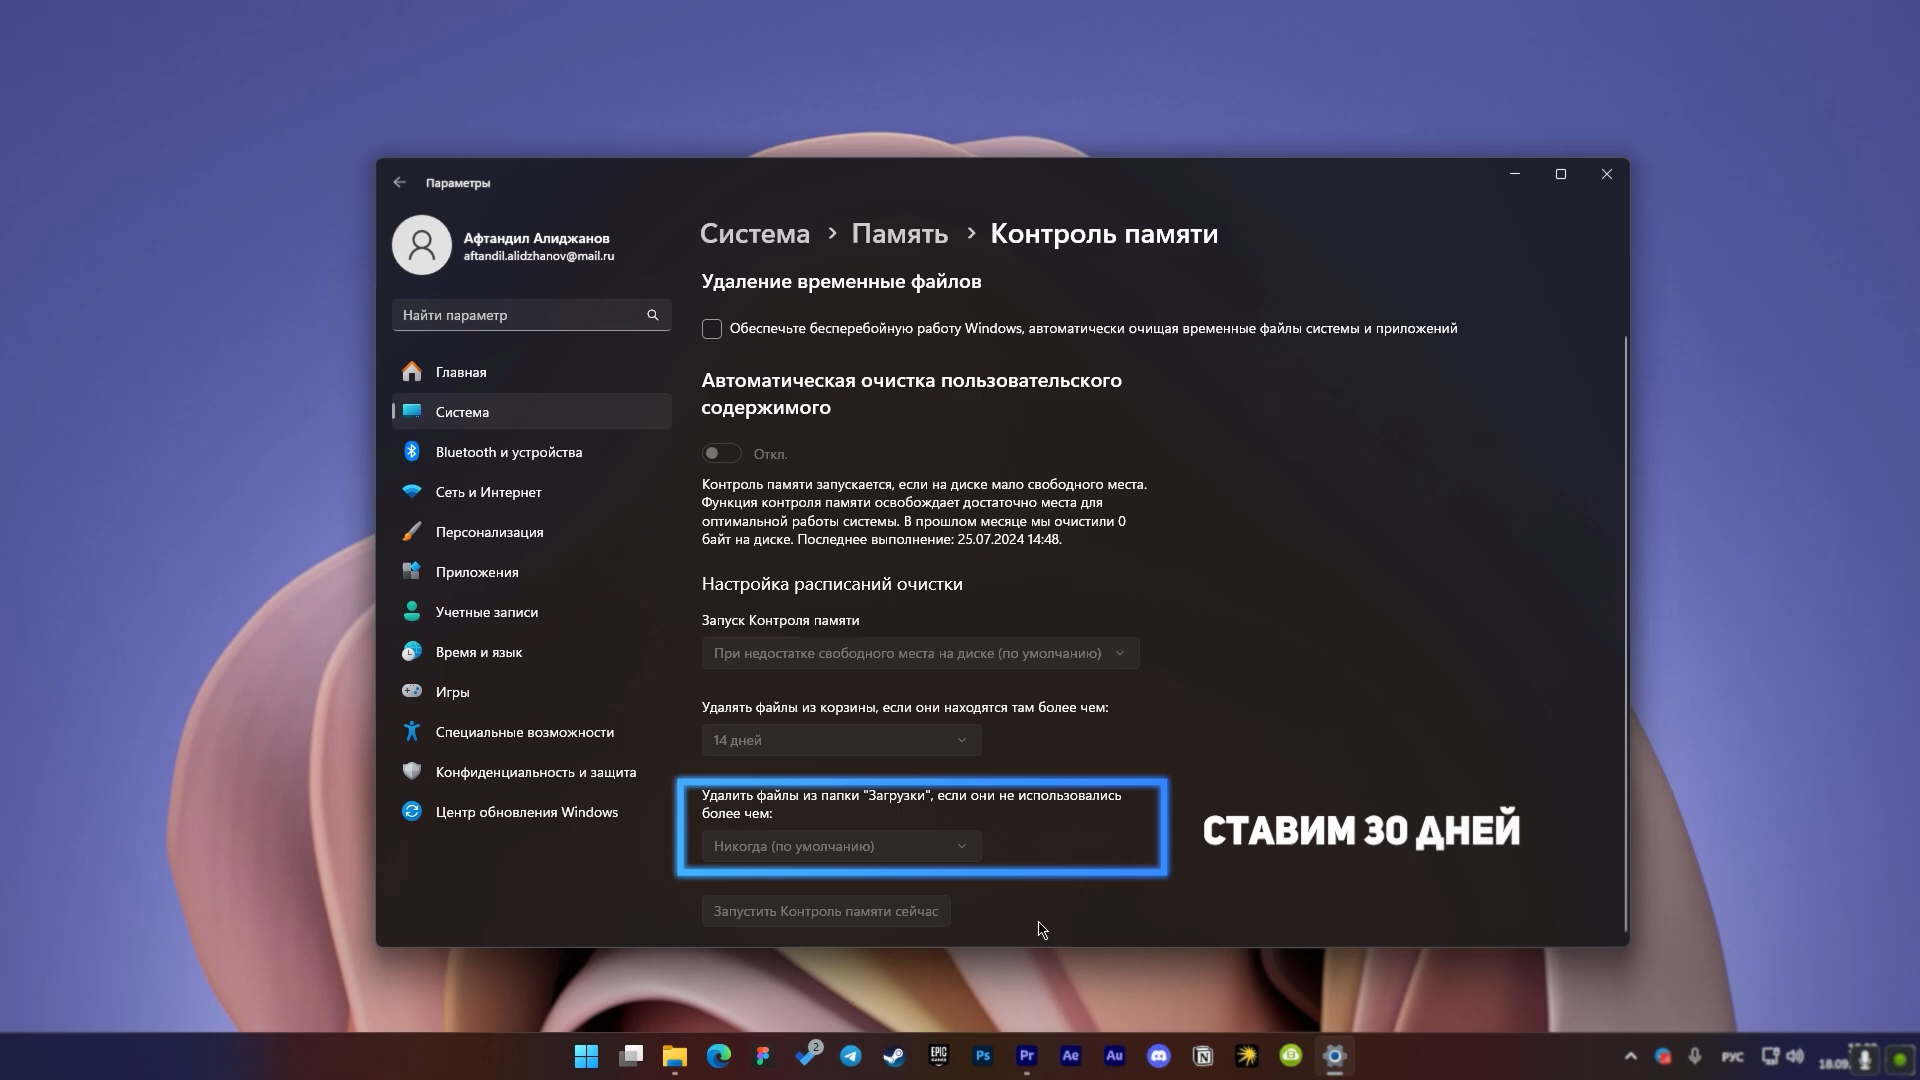 Параметры
Афтандил Алиджанов
aftandil.alidzhanov@mail.ru
Найти параметр
Главная
Система
Bluetooth и устройства
Сеть и Интернет
Персонализация
Приложения
Учетные записи
Время и язык
Игры
Специальные возможности
Конфиденциальность и защита
Центр обновления Windows
Система > Память > Контроль памяти
Удаление временные файлов
Обеспечьте бесперебойную работу Windows, автоматически очищая временные файлы системы и приложений
Автоматическая очистка пользовательского
содержимого
Откл.
Контроль памяти запускается, если на диске мало свободного места.
Функция контроля памяти освобождает достаточно места для
оптимальной работы системы. В прошлом месяце мы очистили 0
байт на диске. Последнее выполнение: 25.07.2024 14:48.
Настройка расписаний очистки
Запуск Контроля памяти
При недостатке свободного места на диске (по умолчанию)
Удалять файлы из корзины, если они находятся там более чем:
14 дней
Удалить файлы из папки "Загрузки", если они не использовались
более чем:
Никогда (по умолчанию)
СТАВИМ 30 ДНЕЙ
Запустить Контроль памяти сейчас
2
EPIC
GAMES
Ps
Pr
Ae
Au
РУС
18.09.